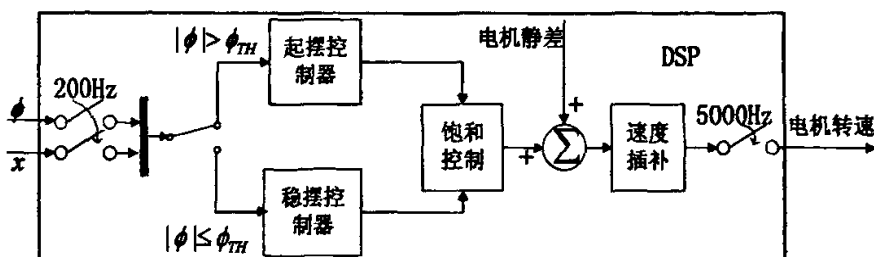 |ϕ|>ϕ_TH
起摆控
制器
电机静差
DSP
200Hz
ϕ
x
饱和
控制
+
+
Σ
速度
插补
5000Hz
电机转速
稳摆控
制器
|ϕ|≤ϕ_TH